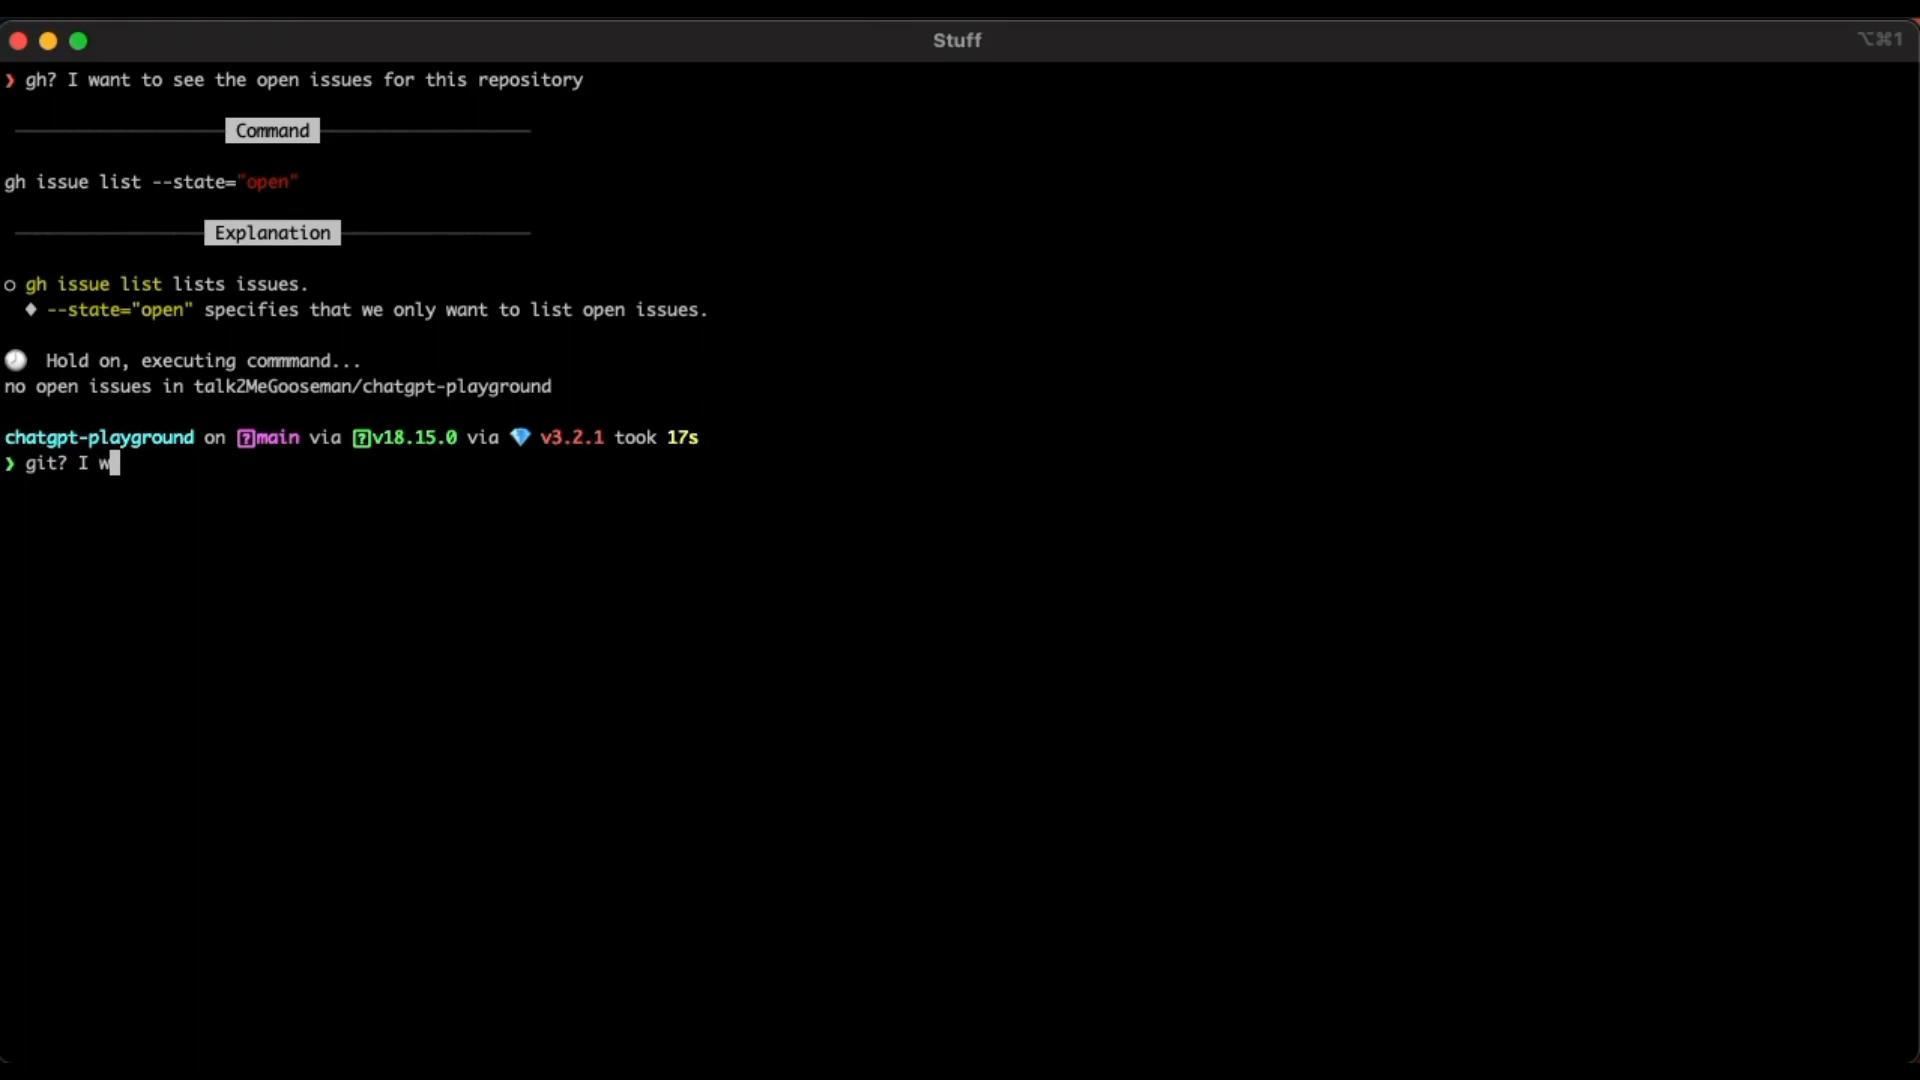 Stuff
⌥⌘1
❯ gh? I want to see the open issues for this repository
Command
gh issue list --state="open"
Explanation
○ gh issue list lists issues.
♦ --state="open" specifies that we only want to list open issues.
🕗 Hold on, executing commmand...
no open issues in talk2MeGooseman/chatgpt-playground
chatgpt-playground on [?]main via [?]v18.15.0 via 💎 v3.2.1 took 17s
❯ git? I w